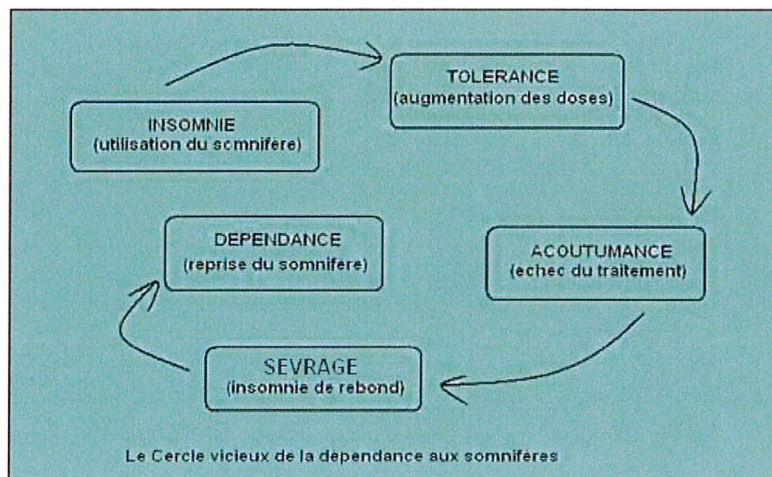 INSOMNIE
(utilisation du somnifère)
TOLERANCE
(augmentation des doses)
ACOUTUMANCE
(echec du traitement)
SEVRAGE
(insomnie de rebond)
DEPENDANCE
(reprise du somnifere)
Le Cercle vicieux de la dépendance aux somnifères